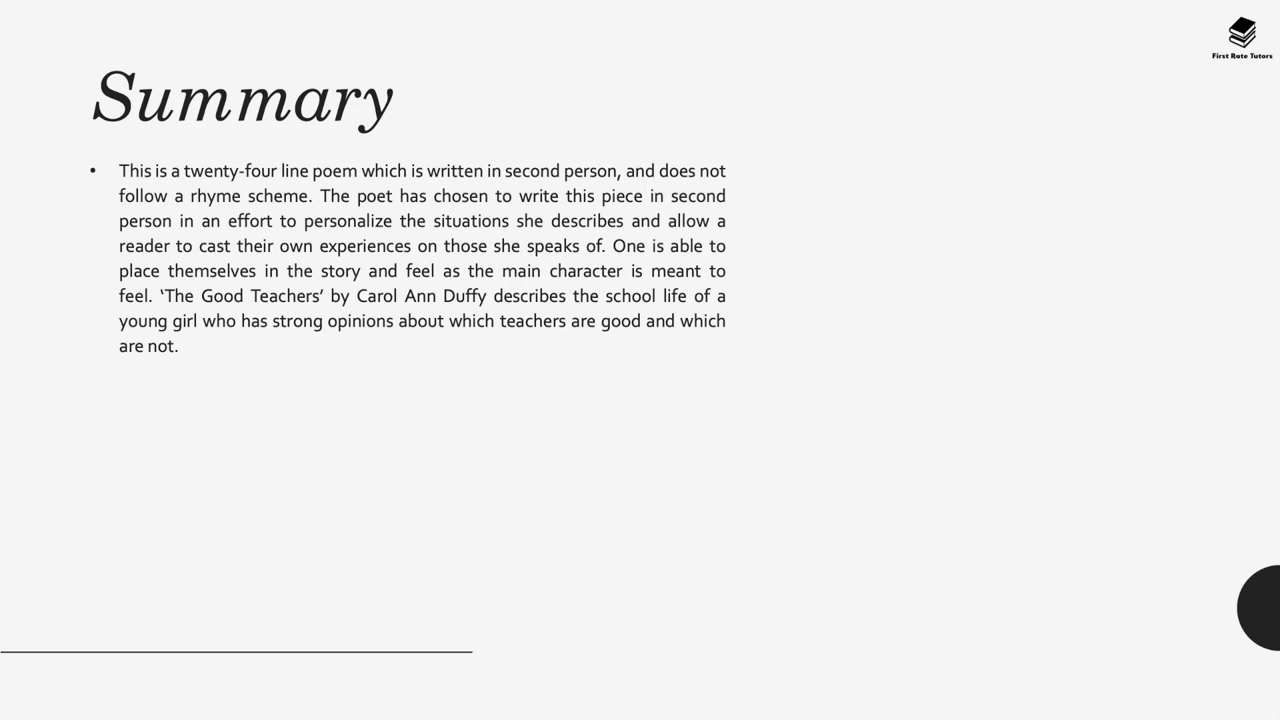 First Rate Tutors
Summary
• This is a twenty-four line poem which is written in second person, and does not
follow a rhyme scheme. The poet has chosen to write this piece in second
person in an effort to personalize the situations she describes and allow a
reader to cast their own experiences on those she speaks of. One is able to
place themselves in the story and feel as the main character is meant to
feel. ‘The Good Teachers’ by Carol Ann Duffy describes the school life of a
young girl who has strong opinions about which teachers are good and which
are not.